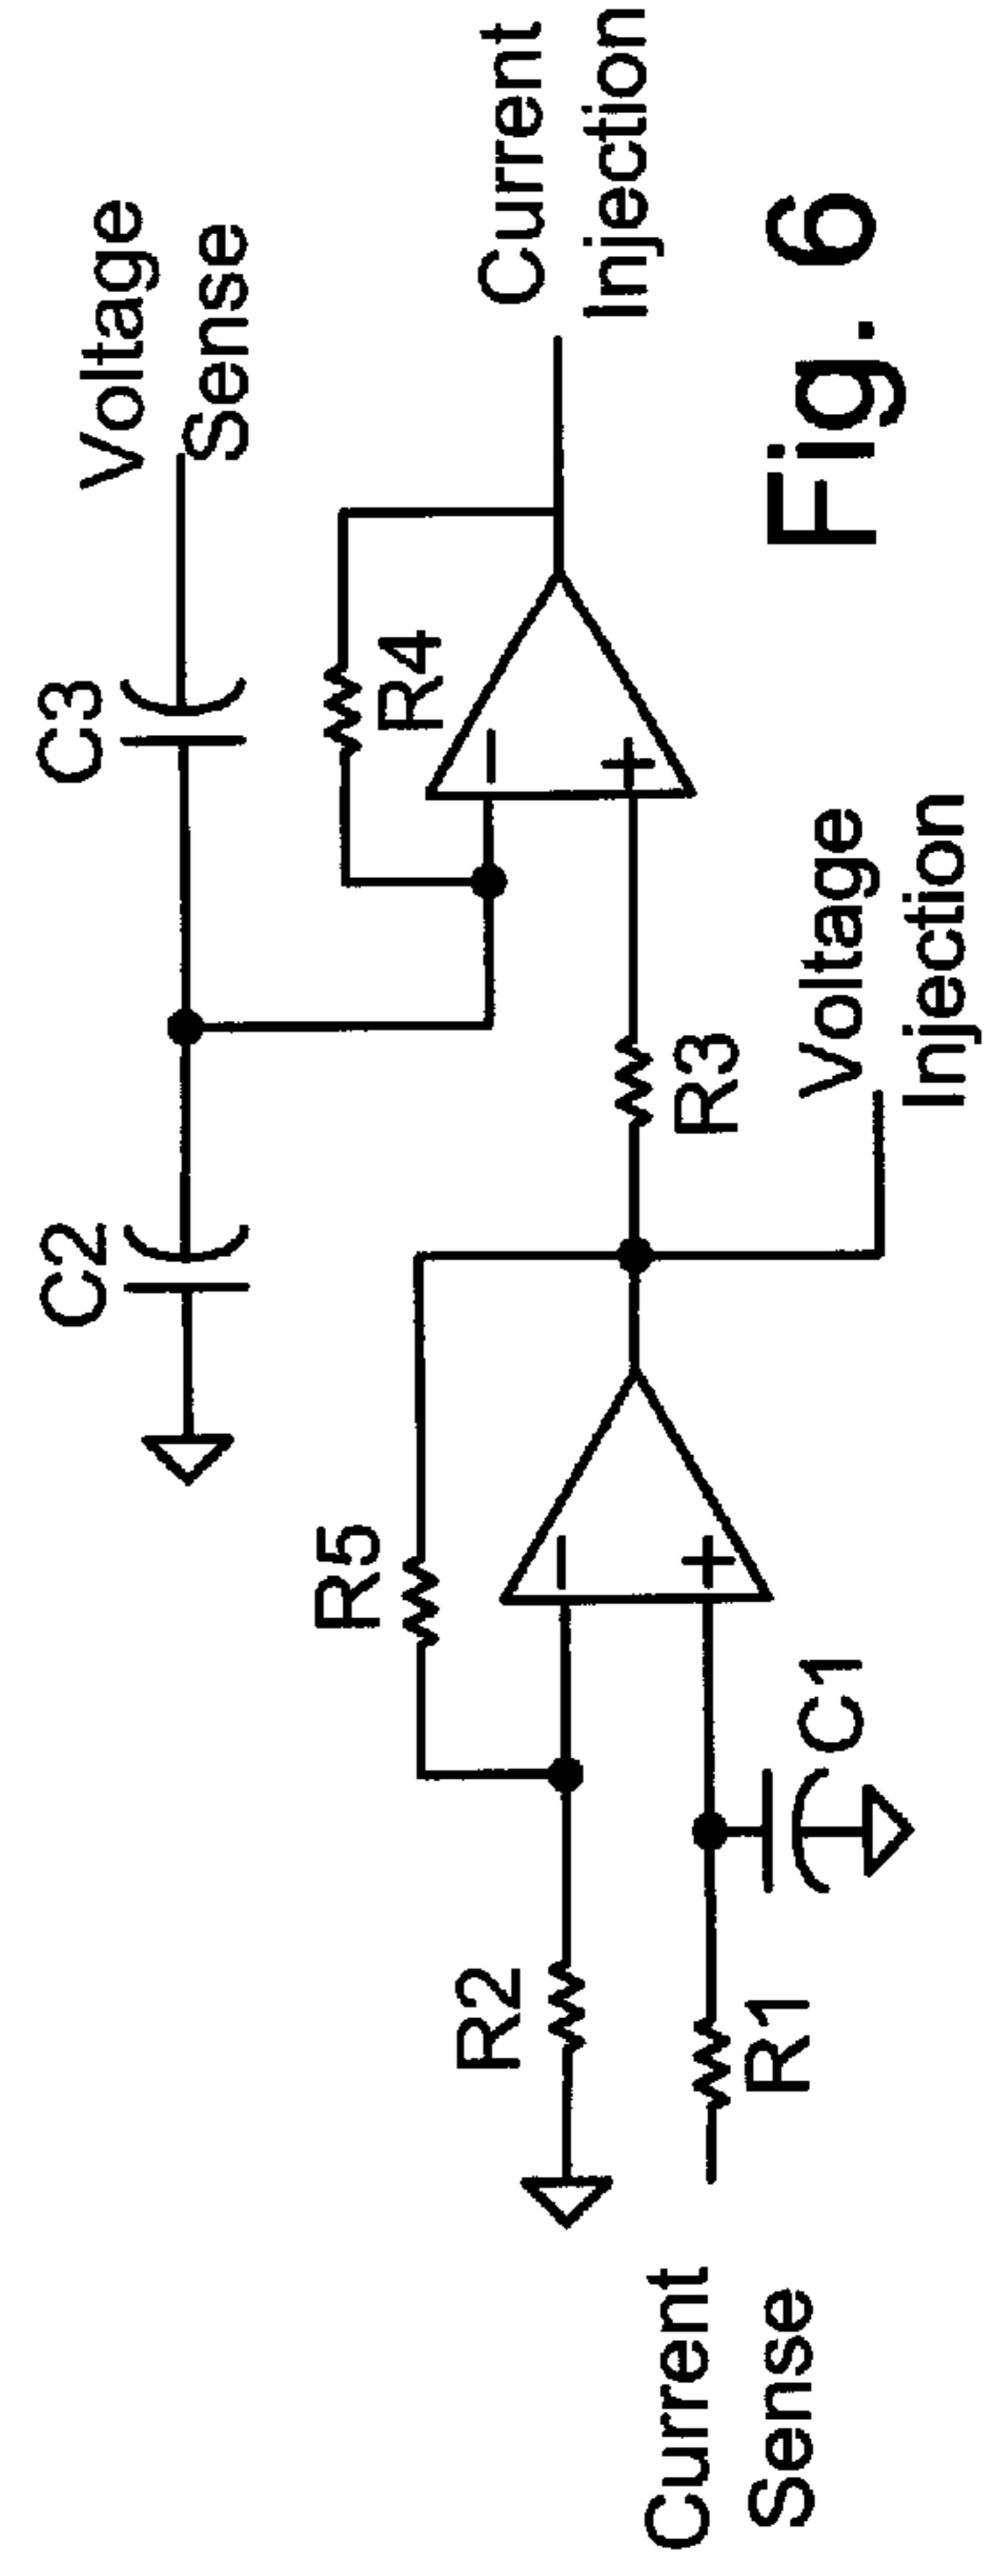 C2
C3
Voltage
Sense
R5
R4
Current
Injection
R2
−
−
+
+
R3
Current
Sense
R1
C1
Voltage
Injection
Fig. 6